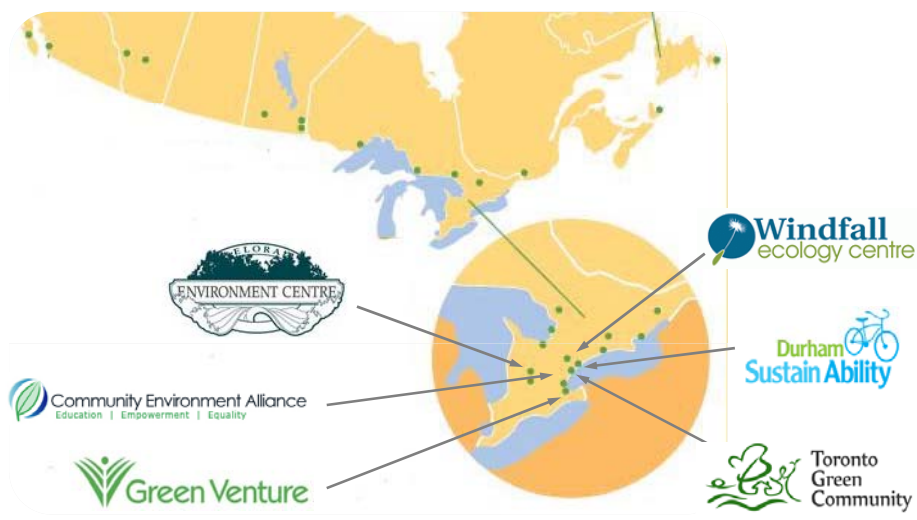 Windfall
ecology centre
ELORA
ENVIRONMENT CENTRE
Durham
Sustain Ability
Community Environment Alliance
Education | Empowerment | Equality
Green Venture
Toronto
Green
Community